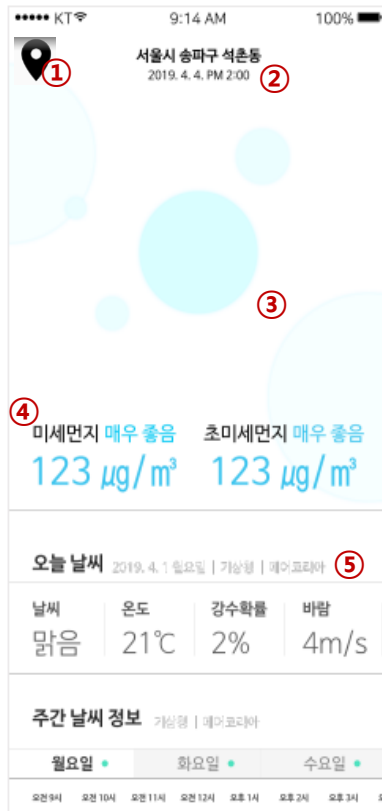 ••••• KT 9:14 AM 100%
①
서울시 송파구 석촌동
2019. 4. 4. PM 2:00 ②
③
④
미세먼지 매우 좋음 초미세먼지 매우 좋음
123 μg/m³ 123 μg/m³
오늘 날씨 2019. 4. 1 월요일 | 기상청 | 에어코리아 ⑤
날씨 온도 강수확률 바람
맑음 21℃ 2% 4m/s
주간 날씨 정보 기상청 | 에어코리아
월요일 • 화요일 • 수요일 •
오전 9시 오전 10시 오전 11시 오전 12시 오후 1시 오후 2시 오후 3시